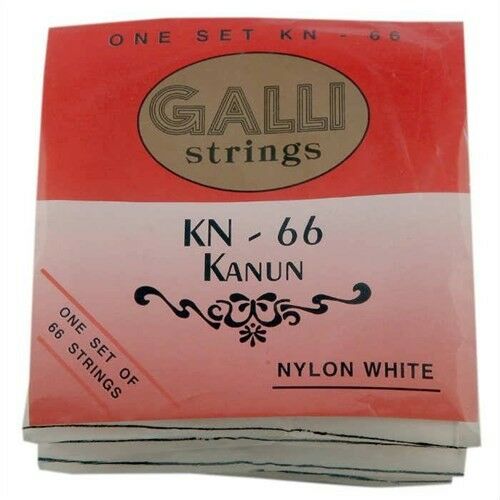 ONE SET KN - 66
GALLI
strings
KN - 66
KANUN
ONE SET OF
66 STRINGS
NYLON WHITE